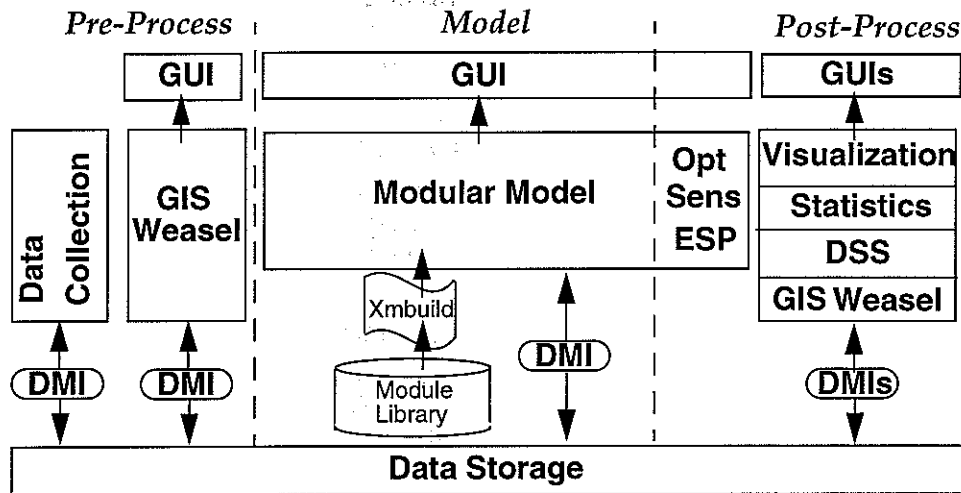 Pre-Process
Model
Post-Process
GUI
GUI
GUIs
Data
Collection
GIS
Weasel
Modular Model
Opt
Sens
ESP
Visualization
Statistics
DSS
GIS Weasel
Xmbuild
Module
Library
DMI
DMI
DMI
DMIs
Data Storage